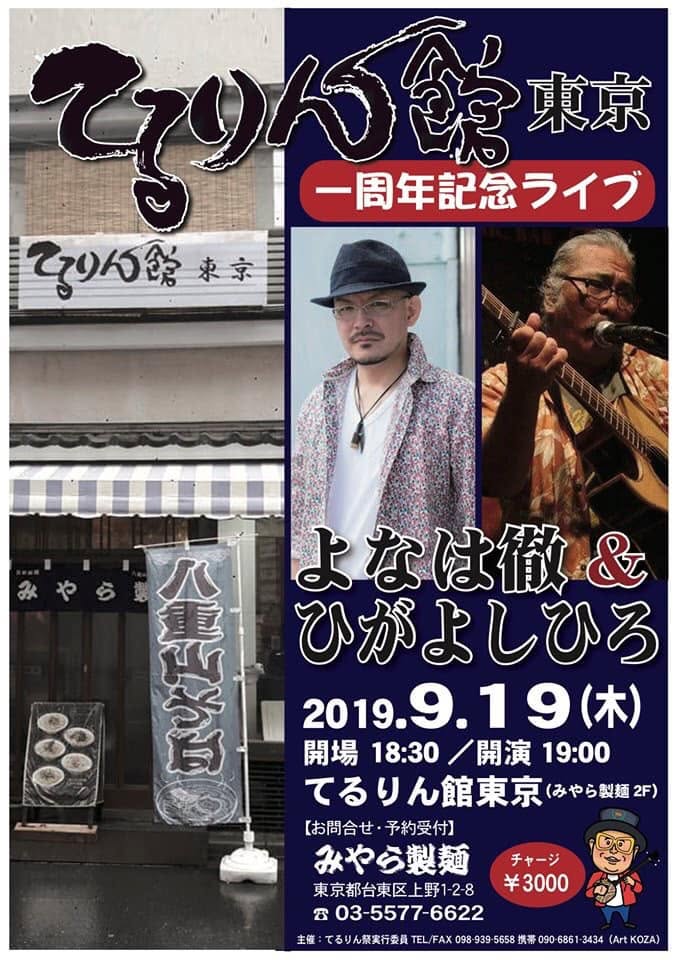 てるりん館 東京
一周年記念ライブ
てるりん館 東京
みやら製
八重山そば
よなは徹 &
ひがよしひろ
2019.9.19(木)
開場 18:30 ／開演 19:00
てるりん館東京(みやら製麺 2F)
【お問合せ・予約受付】
みやら製麺
東京都台東区上野1-2-8
☎ 03-5577-6622
チャージ
￥3000
主催：てるりん祭実行委員 TEL/FAX 098-939-5658 携帯 090-6861-3434（Art KOZA）